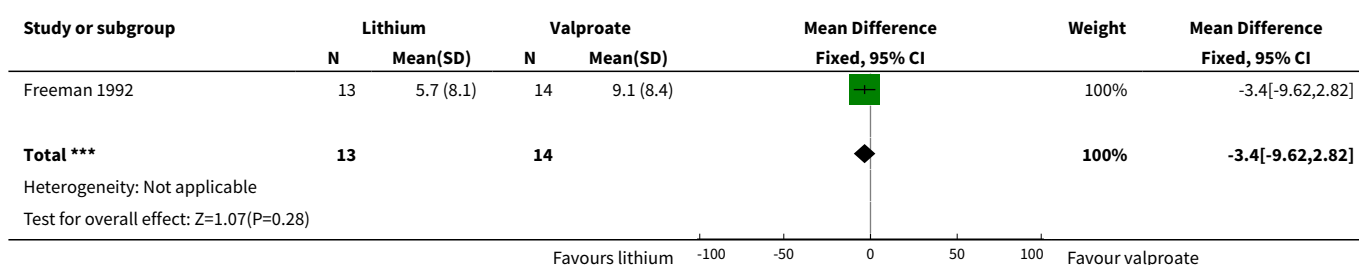 Study or subgroup Lithium Valproate Mean Difference Weight Mean Difference
N Mean(SD) N Mean(SD) Fixed, 95% CI Fixed, 95% CI
Freeman 1992 13 5.7 (8.1) 14 9.1 (8.4) 100% -3.4[-9.62,2.82]
Total *** 13 14 100% -3.4[-9.62,2.82]
Heterogeneity: Not applicable
Test for overall effect: Z=1.07(P=0.28)
Favours lithium -100 -50 0 50 100 Favour valproate